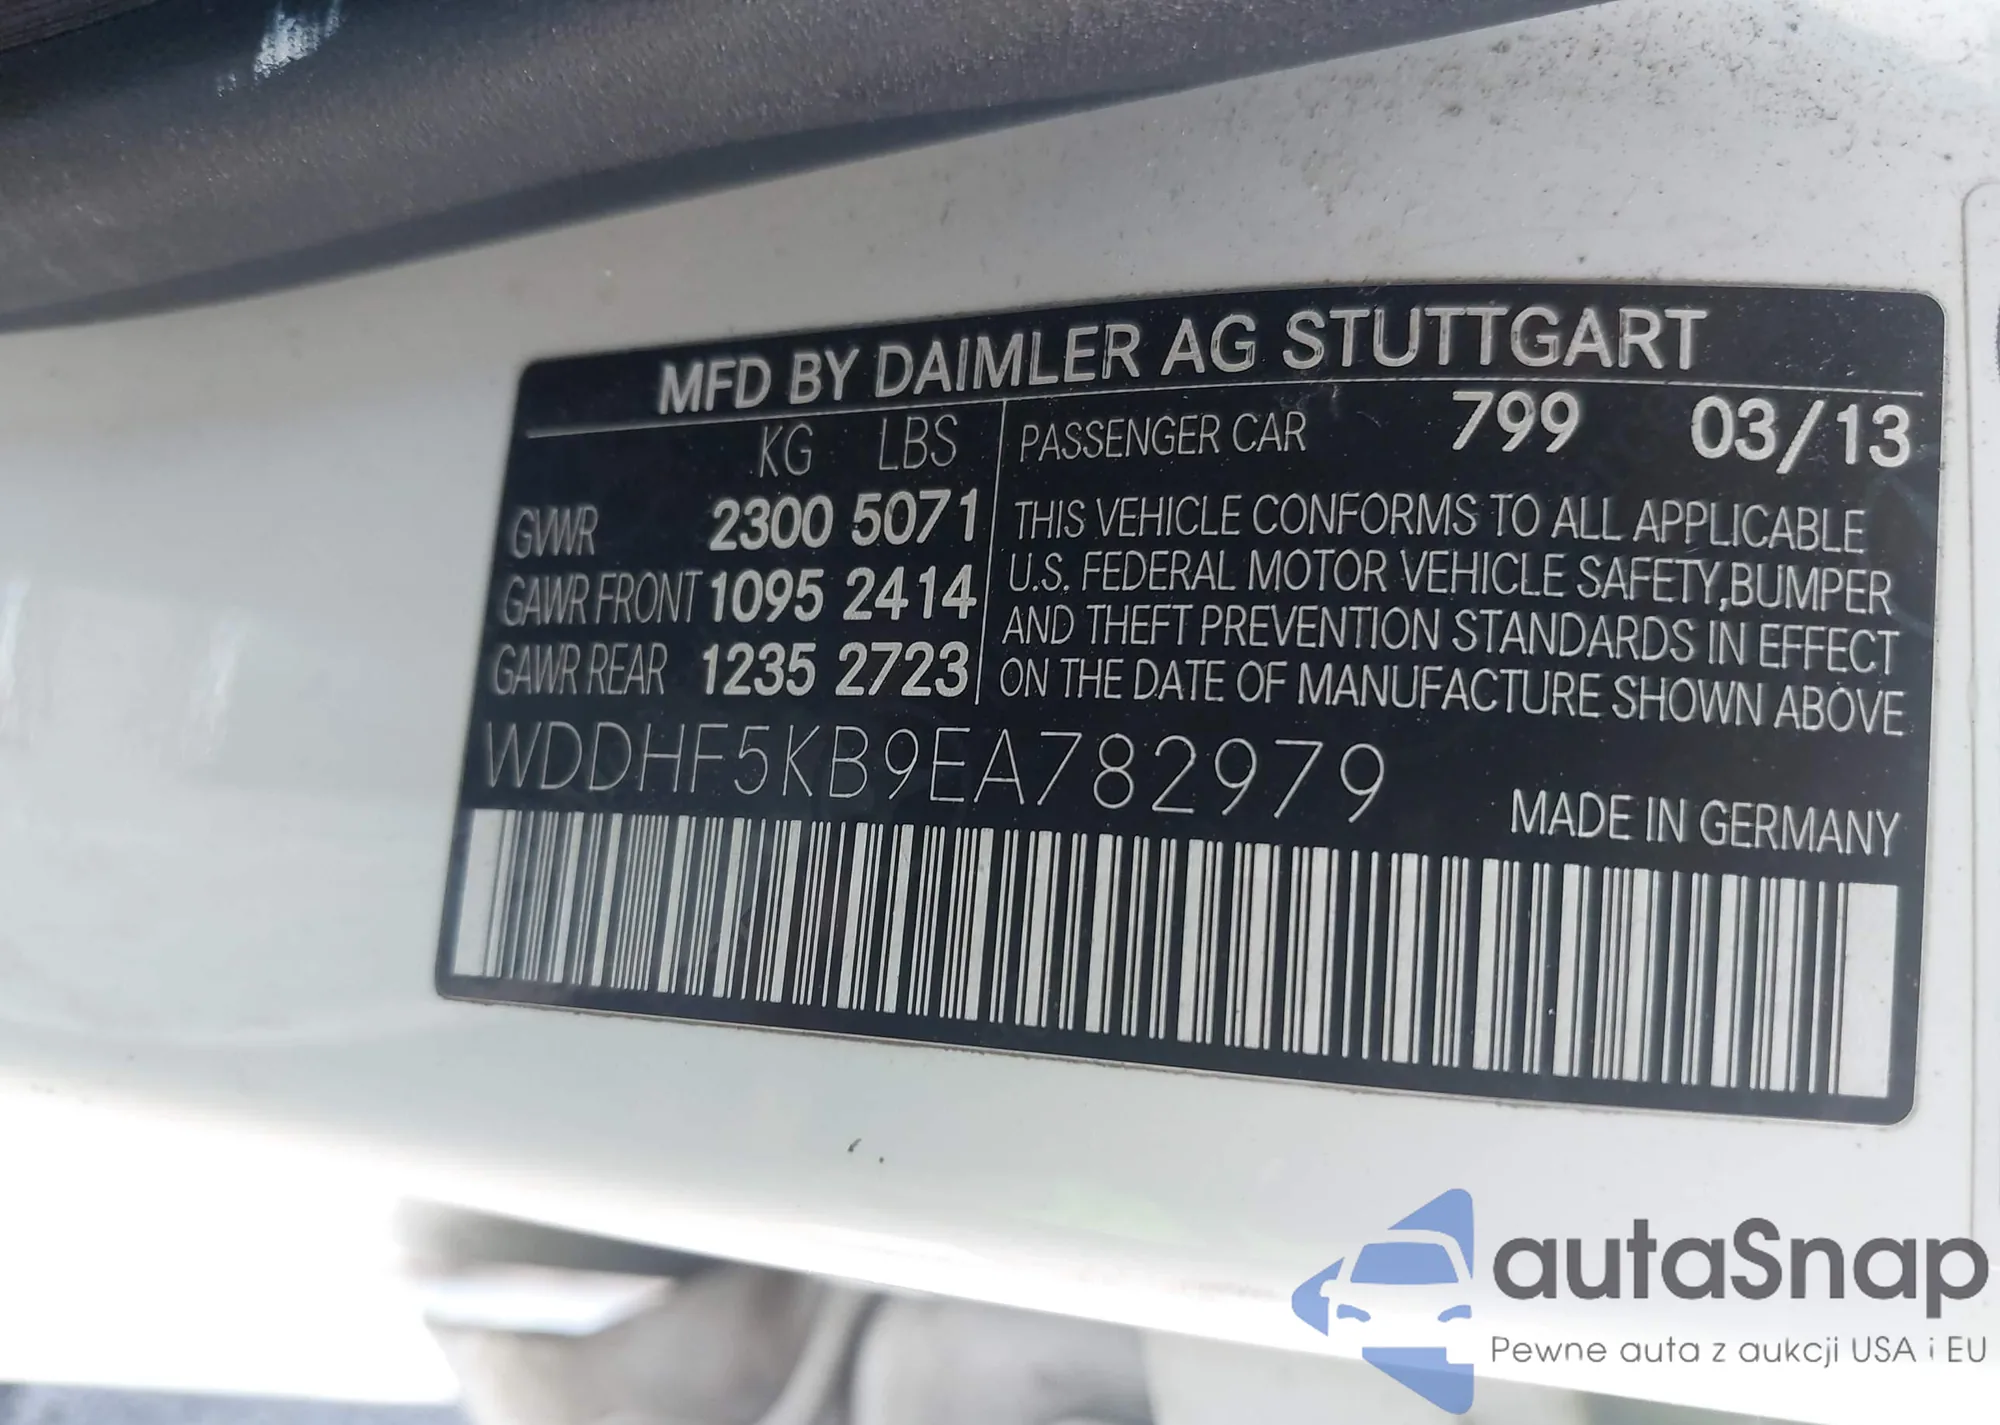 MFD BY DAIMLER AG STUTTGART
KG LBS
GVWR 2300 5071
GAWR FRONT 1095 2414
GAWR REAR 1235 2723
PASSENGER CAR 799 03/13
THIS VEHICLE CONFORMS TO ALL APPLICABLE
U.S. FEDERAL MOTOR VEHICLE SAFETY,BUMPER
AND THEFT PREVENTION STANDARDS IN EFFECT
ON THE DATE OF MANUFACTURE SHOWN ABOVE
WDDHF5KB9EA782979
MADE IN GERMANY
autaSnap
Pewne auta z aukcji USA i EU